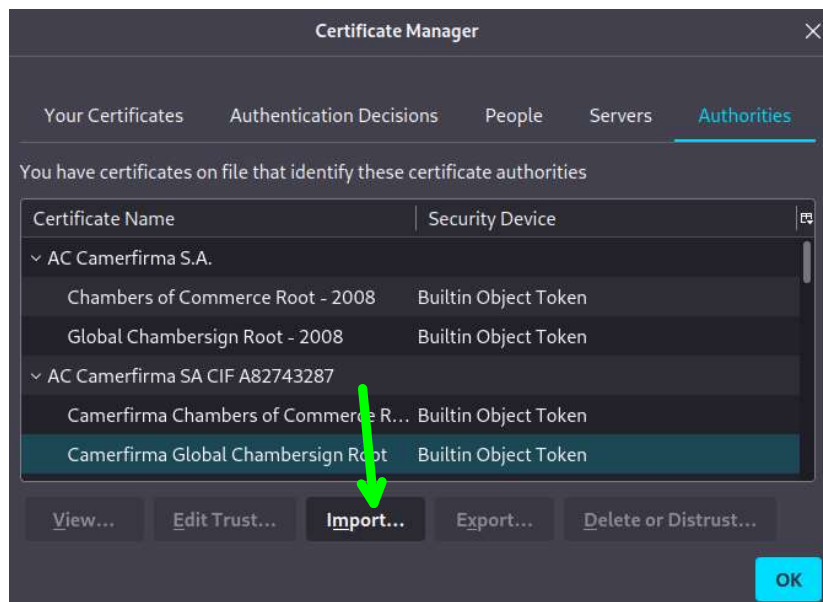 Certificate Manager
Your Certificates Authentication Decisions People Servers Authorities
You have certificates on file that identify these certificate authorities
Certificate Name Security Device
AC Camerfirma S.A.
Chambers of Commerce Root - 2008 Builtin Object Token
Global Chambersign Root - 2008 Builtin Object Token
AC Camerfirma SA CIF A82743287
Camerfirma Chambers of Commerce R... Builtin Object Token
Camerfirma Global Chambersign Root Builtin Object Token
View... Edit Trust... Import... Export... Delete or Distrust...
OK